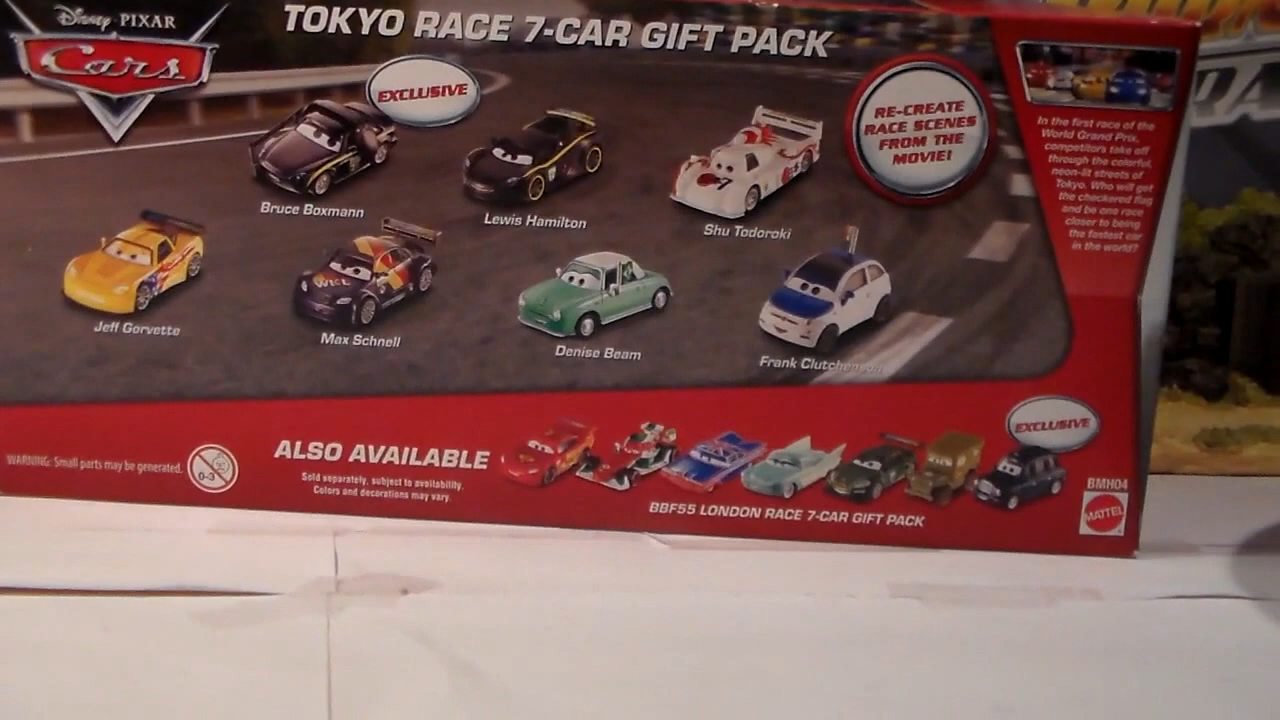 Disney · PIXAR
Cars
TOKYO RACE 7-CAR GIFT PACK
EXCLUSIVE
RE-CREATE
RACE SCENES
FROM THE
MOVIE!
In the first race of the
World Grand Prix,
competitors take off
through the colorful,
neon-lit streets of
Tokyo. Who will get
the checkered flag
and be one race
closer to being
the fastest car
in the world?
Bruce Boxmann
Lewis Hamilton
Shu Todoroki
Jeff Gorvette
Max Schnell
Denise Beam
Frank Clutchenson
WARNING: Small parts may be generated.
0-3
ALSO AVAILABLE
Sold separately, subject to availability.
Colors and decorations may vary.
EXCLUSIVE
BBF55 LONDON RACE 7-CAR GIFT PACK
BMH04
MATTEL